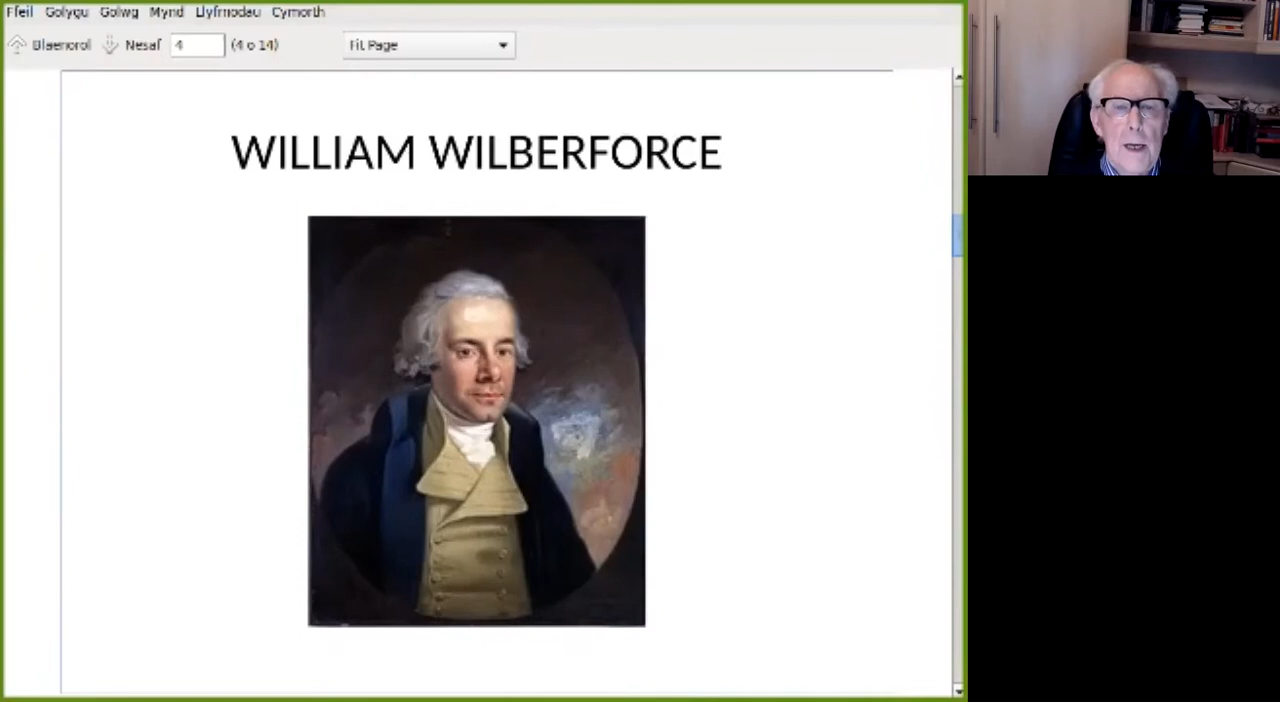 Ffeil Golygu Golwg Mynd Llyfrnodau Cymorth
Blaenorol Nesaf 4 (4 o 14) Fit Page
WILLIAM WILBERFORCE